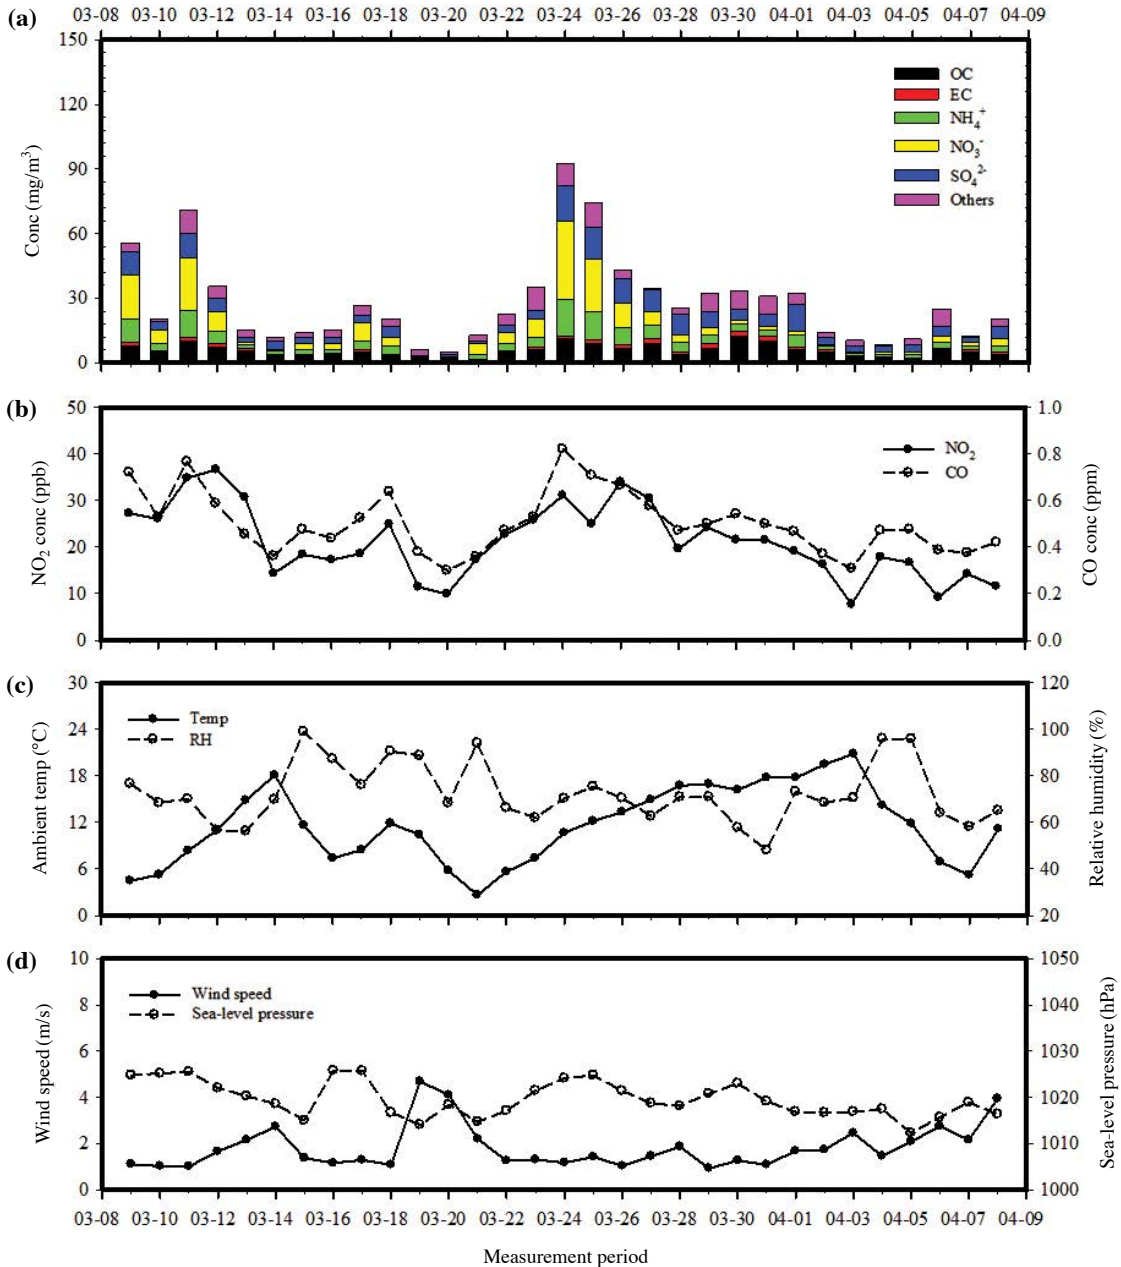 (a)
03-08 03-10 03-12 03-14 03-16 03-18 03-20 03-22 03-24 03-26 03-28 03-30 04-01 04-03 04-05 04-07 04-09
150
120
90
60
30
0
Conc (mg/m³)
OC
EC
NH₄⁺
NO₃⁻
SO₄²⁻
Others
(b)
50
40
30
20
10
0
NO₂ conc (ppb)
NO₂
CO
1.0
0.8
0.6
0.4
0.2
0.0
CO conc (ppm)
(c)
30
24
18
12
6
0
Ambient temp (°C)
Temp
RH
120
100
80
60
40
20
Relative humidity (%)
(d)
10
8
6
4
2
0
Wind speed (m/s)
Wind speed
Sea-level pressure
1050
1040
1030
1020
1010
1000
Sea-level pressure (hPa)
03-08 03-10 03-12 03-14 03-16 03-18 03-20 03-22 03-24 03-26 03-28 03-30 04-01 04-03 04-05 04-07 04-09
Measurement period